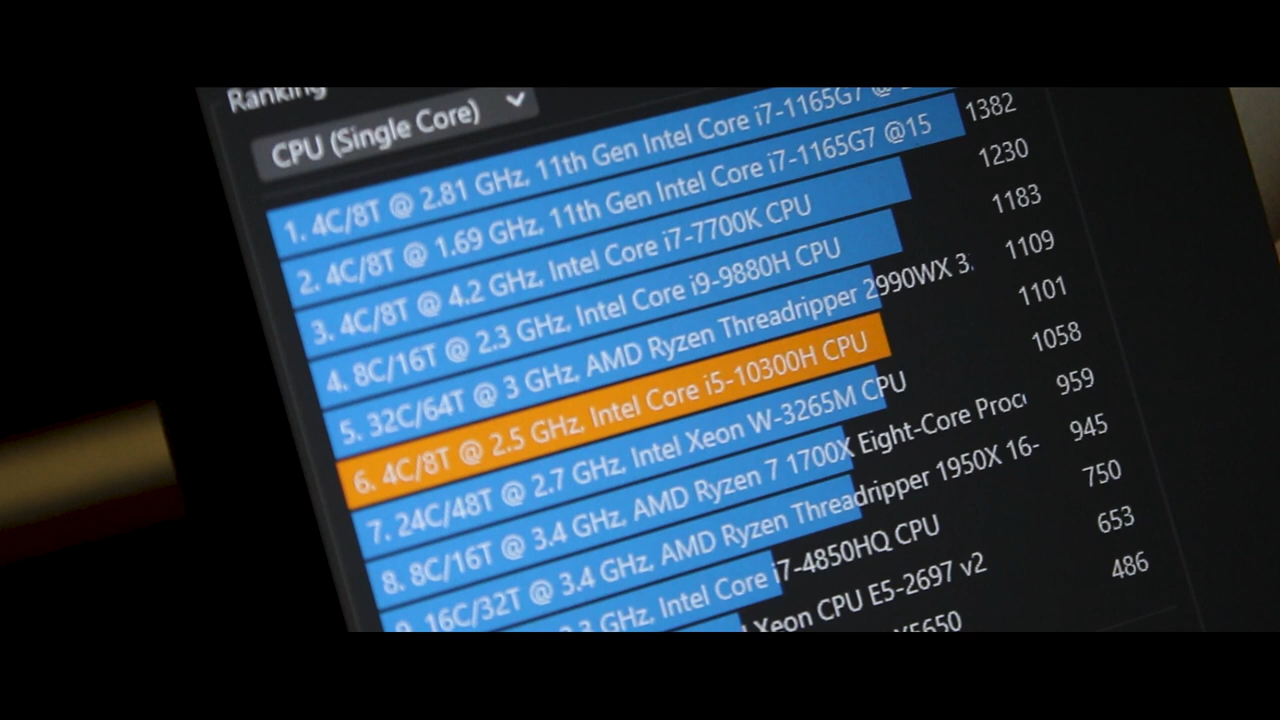 Ranking
CPU (Single Core)
1. 4C/8T @ 2.81 GHz, 11th Gen Intel Core i7-1165G7 @
2. 4C/8T @ 1.69 GHz, 11th Gen Intel Core i7-1165G7 @15 1382
3. 4C/8T @ 4.2 GHz, Intel Core i7-7700K CPU 1230
4. 8C/16T @ 2.3 GHz, Intel Core i9-9880H CPU 1183
5. 32C/64T @ 3 GHz, AMD Ryzen Threadripper 2990WX 3. 1109
6. 4C/8T @ 2.5 GHz, Intel Core i5-10300H CPU 1101
7. 24C/48T @ 2.7 GHz, Intel Xeon W-3265M CPU 1058
8. 8C/16T @ 3.4 GHz, AMD Ryzen 7 1700X Eight-Core Proc 959
9. 16C/32T @ 3.4 GHz, AMD Ryzen Threadripper 1950X 16- 945
GHz, Intel Core i7-4850HQ CPU 750
Xeon CPU E5-2697 v2 653
X5650 486